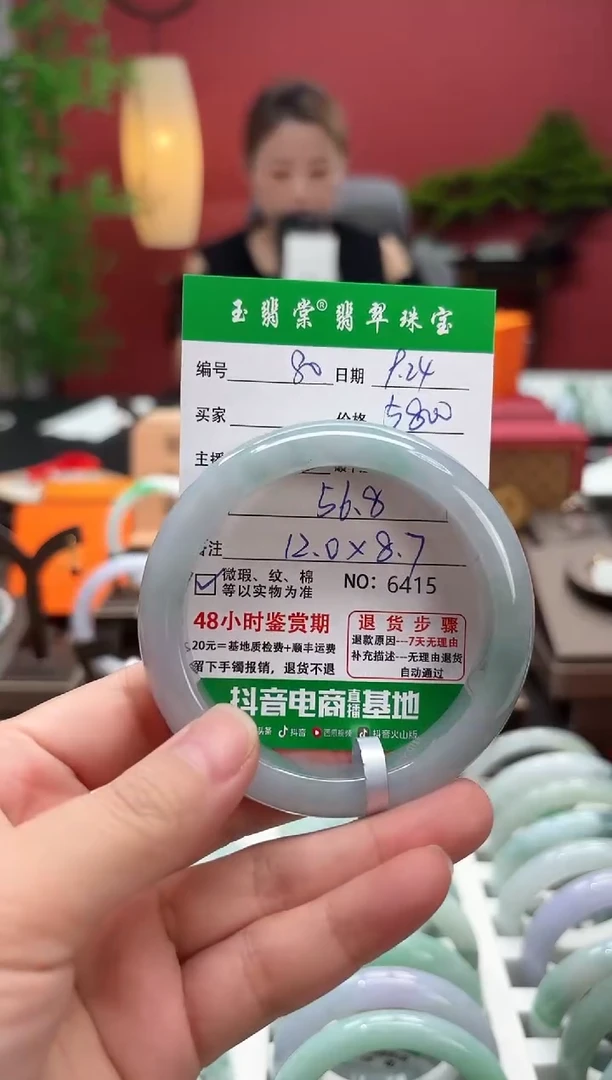 玉翡棠®翡翠珠宝
编号 80 日期 9.24
买家 价格 5800
主播
56.8
备注 12.0×8.7
微瑕、纹、棉
等以实物为准
NO: 6415
48小时鉴赏期
20元=基地质检费+顺丰运费
留下手镯报销，退货不退
退货步骤
退款原因---7天无理由
补充描述---无理由退货
自动通过
抖音电商直播基地
头条 抖音 西瓜视频 抖音火山版